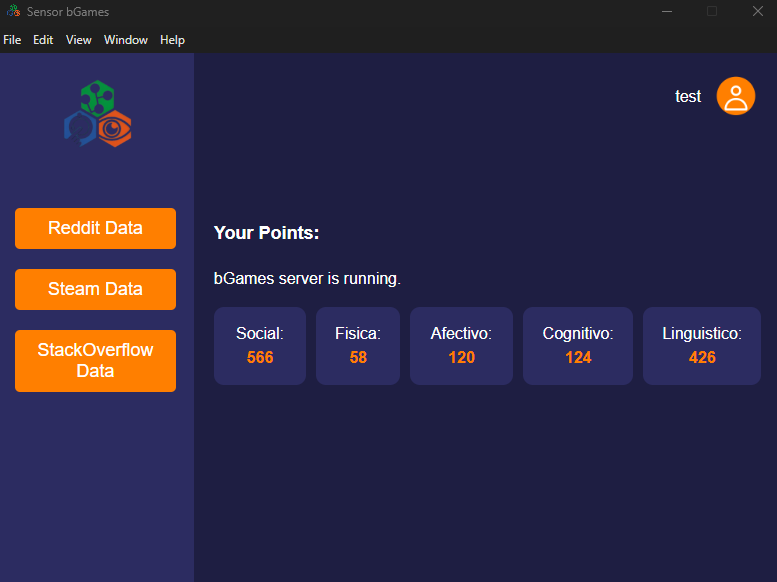 Sensor bGames
File Edit View Window Help
test
Reddit Data
Steam Data
StackOverflow
Data
Your Points:
bGames server is running.
Social: Fisica: Afectivo: Cognitivo: Linguistico:
566 58 120 124 426